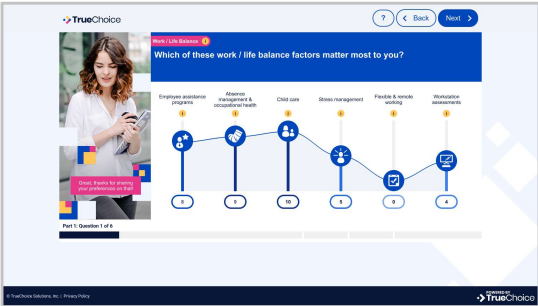 TrueChoice
?
Back
Next
Work / Life Balance
Which of these work / life balance factors matter most to you?
Employee assistance
programs
Absence
management &
occupational health
Child care
Stress management
Flexible & remote
working
Workstation
assessments
8
9
10
5
0
4
Great, thanks for sharing
your preferences on that!
Part 1: Question 1 of 6
© TrueChoice Solutions, Inc. | Privacy Policy
POWERED BY
TrueChoice